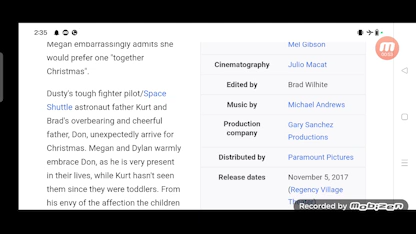 2:35
Megan embarrassingly admits she
would prefer one "together
Christmas".
Dusty's tough fighter pilot/Space
Shuttle astronaut father Kurt and
Brad's overbearing and cheerful
father, Don, unexpectedly arrive for
Christmas. Megan and Dylan warmly
embrace Don, as he is very present
in their lives, while Kurt hasn't
seen them since they were toddlers. From
his envy of the affection the children
Mel Gibson
Cinematography Julio Macat
Edited by Brad Wilhite
Music by Michael Andrews
Production company Gary Sanchez
Productions
Distributed by Paramount Pictures
Release dates November 5, 2017
(Regency Village
Recorded by Mobizen